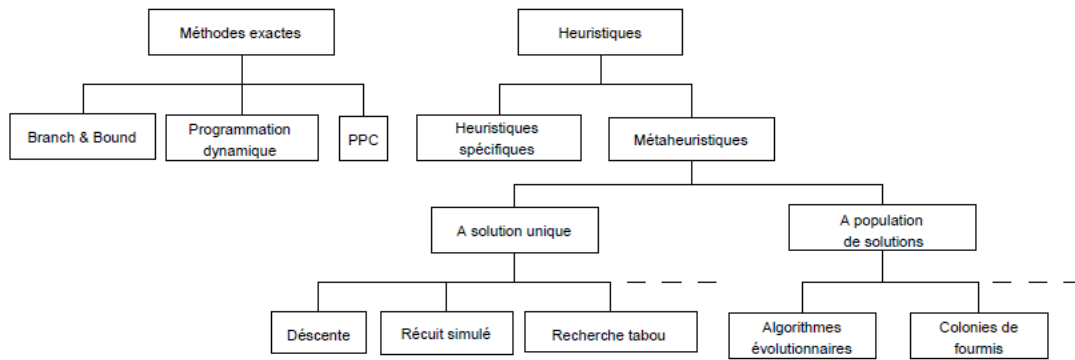 Méthodes exactes
Heuristiques
Branch & Bound
Programmation
dynamique
PPC
Heuristiques
spécifiques
Métaheuristiques
A solution unique
A population
de solutions
Déscente
Récuit simulé
Recherche tabou
Algorithmes
évolutionnaires
Colonies de
fourmis